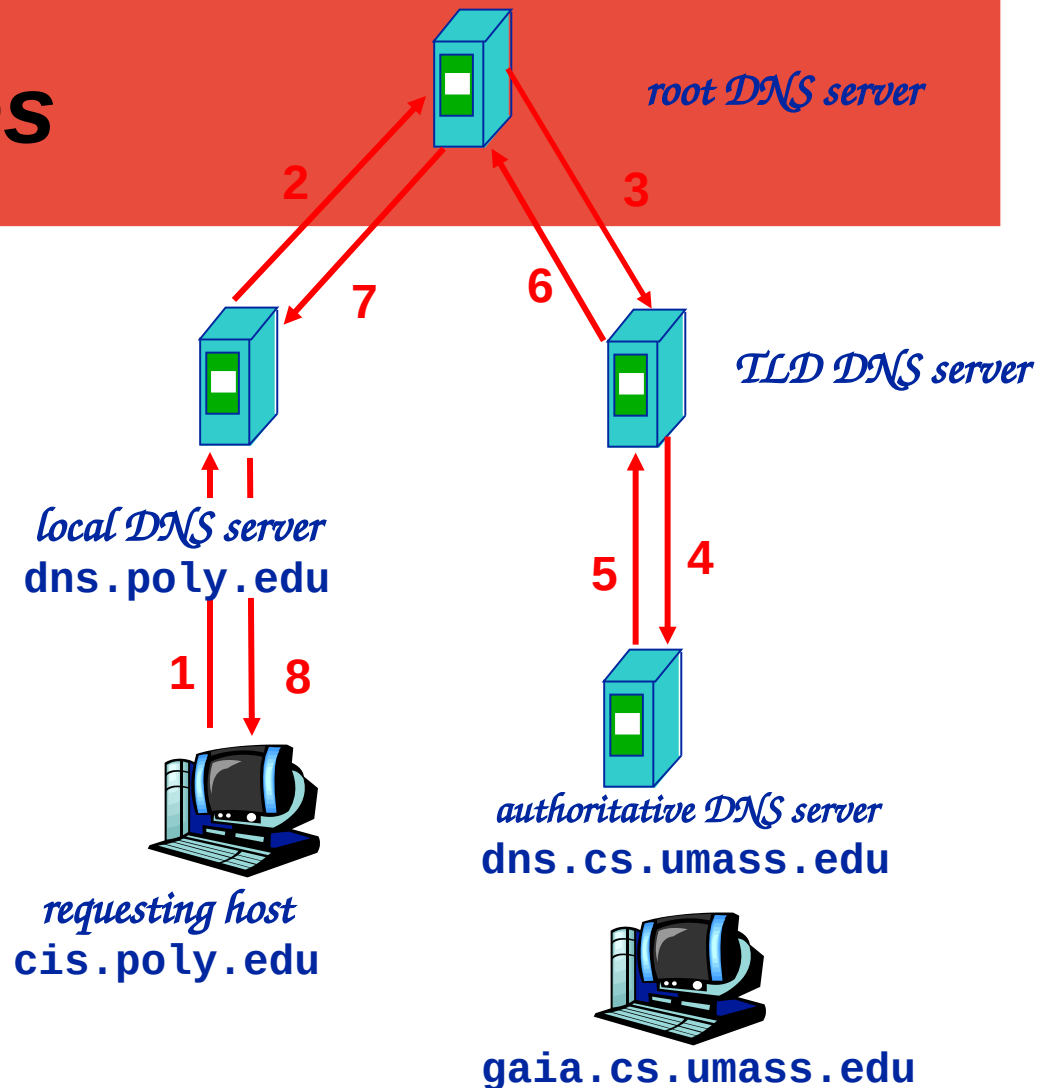 root DNS server
2
3
7
6
TLD DNS server
local DNS server
dns.poly.edu
5
4
1
8
authoritative DNS server
dns.cs.umass.edu
requesting host
cis.poly.edu
gaia.cs.umass.edu